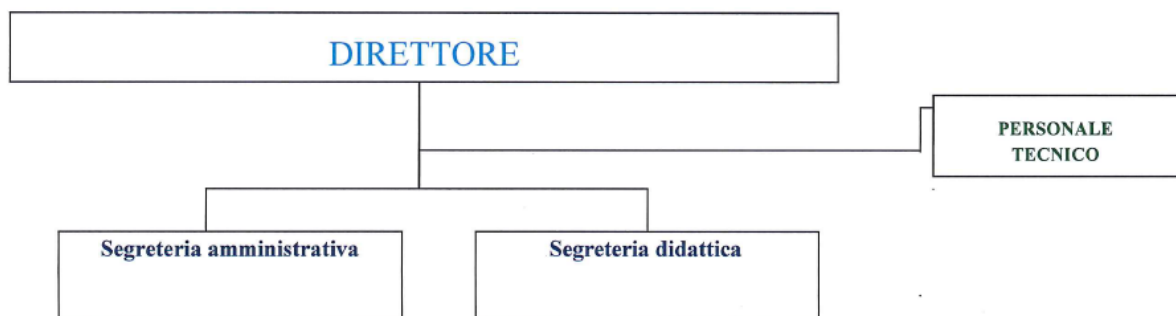 DIRETTORE
PERSONALE
TECNICO
Segreteria amministrativa
Segreteria didattica